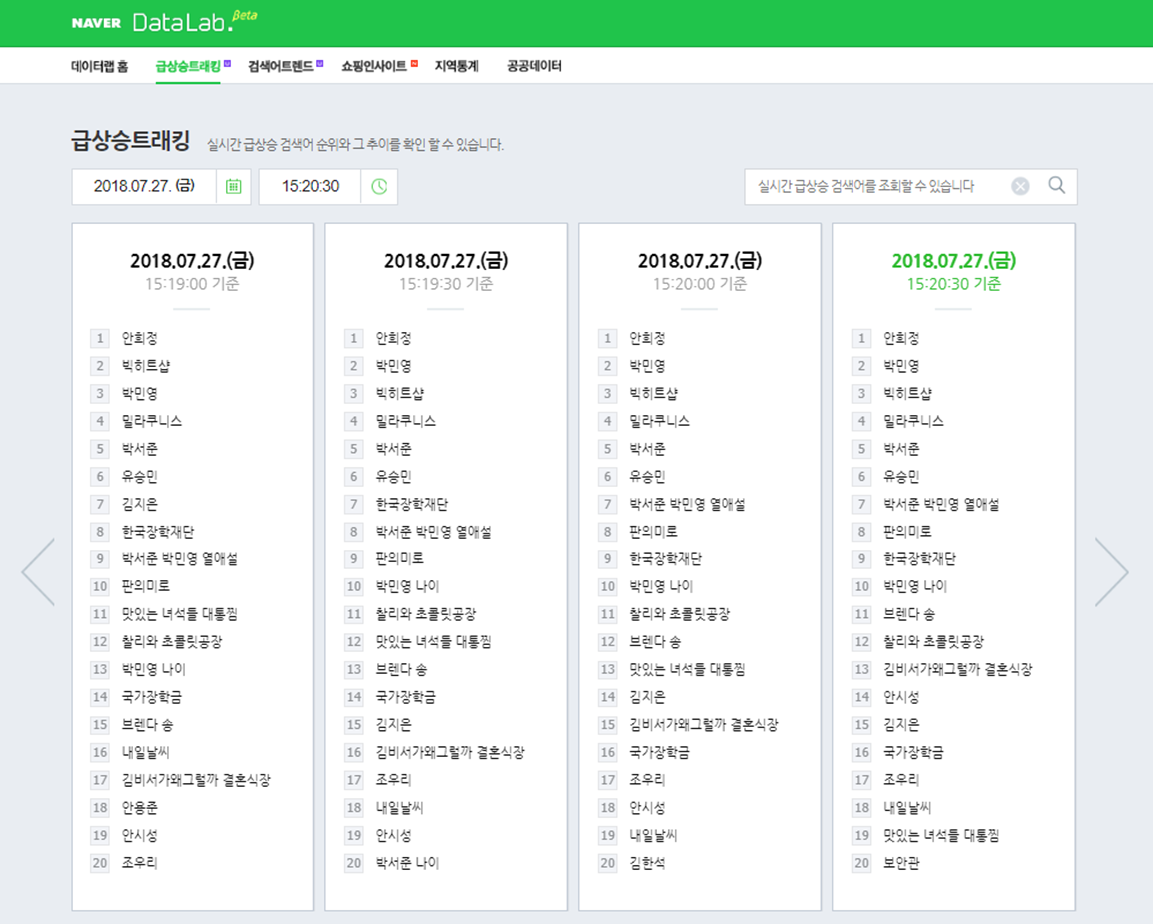 NAVER DataLab. Beta
데이터랩 홈 급상승트래킹 검색어트렌드 쇼핑인사이트 지역통계 공공데이터
급상승트래킹 실시간 급상승 검색어 순위와 그 추이를 확인 할 수 있습니다.
2018.07.27. (금) 15:20:30 실시간 급상승 검색어를 조회할 수 있습니다
2018.07.27.(금)
15:19:00 기준
1 안희정
2 빅히트샵
3 박민영
4 밀라쿠니스
5 박서준
6 유승민
7 김지은
8 한국장학재단
9 박서준 박민영 열애설
10 판의미로
11 맛있는 녀석들 대통찜
12 찰리와 초콜릿공장
13 박민영 나이
14 국가장학금
15 브렌다 송
16 내일날씨
17 김비서가왜그럴까 결혼식장
18 안용준
19 안시성
20 조우리
2018.07.27.(금)
15:19:30 기준
1 안희정
2 박민영
3 빅히트샵
4 밀라쿠니스
5 박서준
6 유승민
7 한국장학재단
8 박서준 박민영 열애설
9 판의미로
10 박민영 나이
11 찰리와 초콜릿공장
12 맛있는 녀석들 대통찜
13 브렌다 송
14 국가장학금
15 김지은
16 김비서가왜그럴까 결혼식장
17 조우리
18 내일날씨
19 안시성
20 박서준 나이
2018.07.27.(금)
15:20:00 기준
1 안희정
2 박민영
3 빅히트샵
4 밀라쿠니스
5 박서준
6 유승민
7 박서준 박민영 열애설
8 판의미로
9 한국장학재단
10 박민영 나이
11 찰리와 초콜릿공장
12 브렌다 송
13 맛있는 녀석들 대통찜
14 김지은
15 김비서가왜그럴까 결혼식장
16 국가장학금
17 조우리
18 안시성
19 내일날씨
20 김한석
2018.07.27.(금)
15:20:30 기준
1 안희정
2 박민영
3 빅히트샵
4 밀라쿠니스
5 박서준
6 유승민
7 박서준 박민영 열애설
8 판의미로
9 한국장학재단
10 박민영 나이
11 브렌다 송
12 찰리와 초콜릿공장
13 김비서가왜그럴까 결혼식장
14 안시성
15 김지은
16 국가장학금
17 조우리
18 내일날씨
19 맛있는 녀석들 대통찜
20 보안관